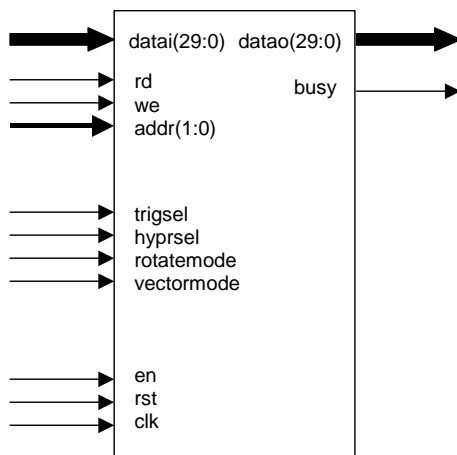 datai(29:0) datao(29:0)
rd
busy
we
addr(1:0)
trigsel
hyprsel
rotatemode
vectormode
en
rst
clk